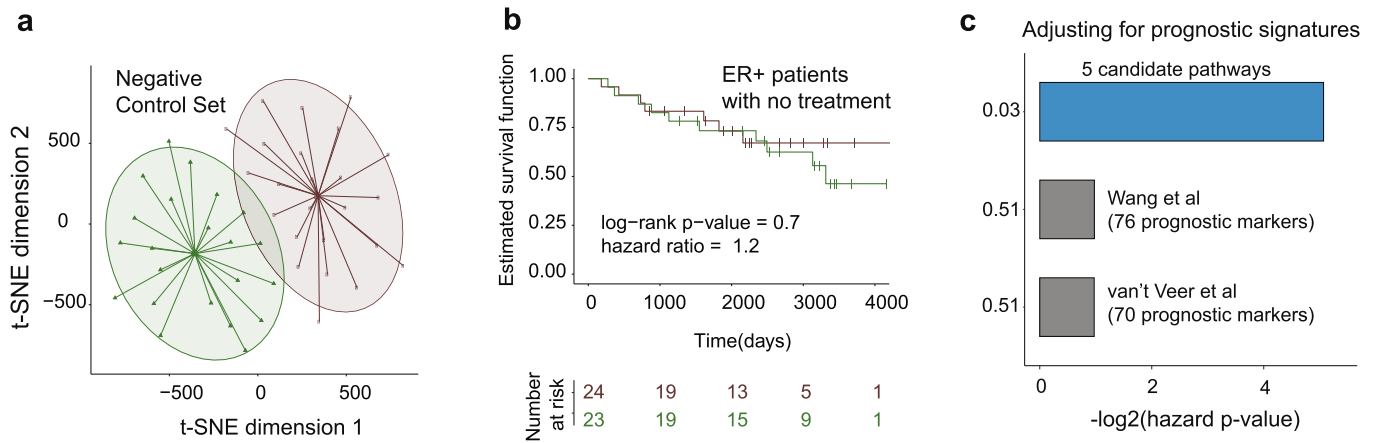 a
Negative
Control Set
t-SNE dimension 2
500
0
−500
−500
0
500
t-SNE dimension 1
b
Estimated survival function
1.00
0.75
0.50
0.25
0.00
ER+ patients
with no treatment
log−rank p−value = 0.7
hazard ratio = 1.2
0
1000
2000
3000
4000
Time(days)
Number
at risk
24 19 13 5 1
23 19 15 9 1
c
Adjusting for prognostic signatures
5 candidate pathways
0.03
0.51
Wang et al
(76 prognostic markers)
0.51
van't Veer et al
(70 prognostic markers)
0
2
4
-log2(hazard p-value)